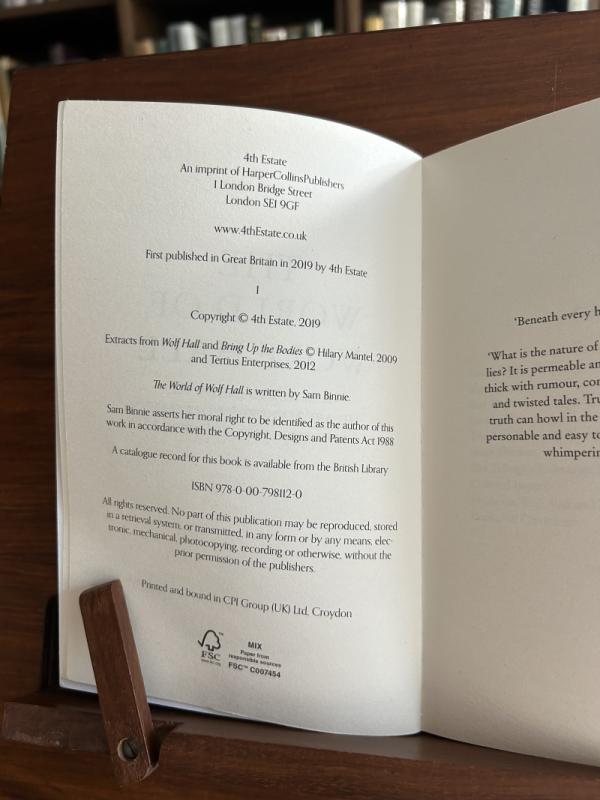 4th Estate
An imprint of HarperCollinsPublishers
1 London Bridge Street
London SE1 9GF
www.4thEstate.co.uk
First published in Great Britain in 2019 by 4th Estate
1
Copyright © 4th Estate, 2019
Extracts from Wolf Hall and Bring Up the Bodies © Hilary Mantel, 2009
and Tertius Enterprises, 2012
The World of Wolf Hall is written by Sam Binnie.
Sam Binnie asserts her moral right to be identified as the author of this
work in accordance with the Copyright, Designs and Patents Act 1988
A catalogue record for this book is available from the British Library
ISBN 978-0-00-798112-0
All rights reserved. No part of this publication may be reproduced, stored
in a retrieval system, or transmitted, in any form or by any means, elec-
tronic, mechanical, photocopying, recording or otherwise, without the
prior permission of the publishers.
Printed and bound in CPI Group (UK) Ltd, Croydon
FSC™
www.fsc.org
MIX
Paper from
responsible sources
FSC™ C007454
'Beneath every h
'What is the nature of
lies? It is permeable an
thick with rumour, con
and twisted tales. Tru
truth can howl in the
personable and easy to
whimperin